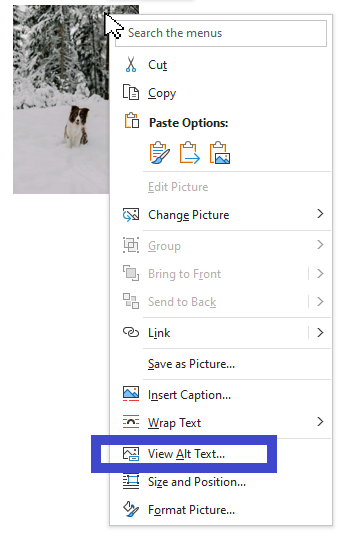 Search the menus
Cut
Copy
Paste Options:
Edit Picture
Change Picture
Group
Bring to Front
Send to Back
Link
Save as Picture...
Insert Caption...
Wrap Text
View Alt Text...
Size and Position...
Format Picture...